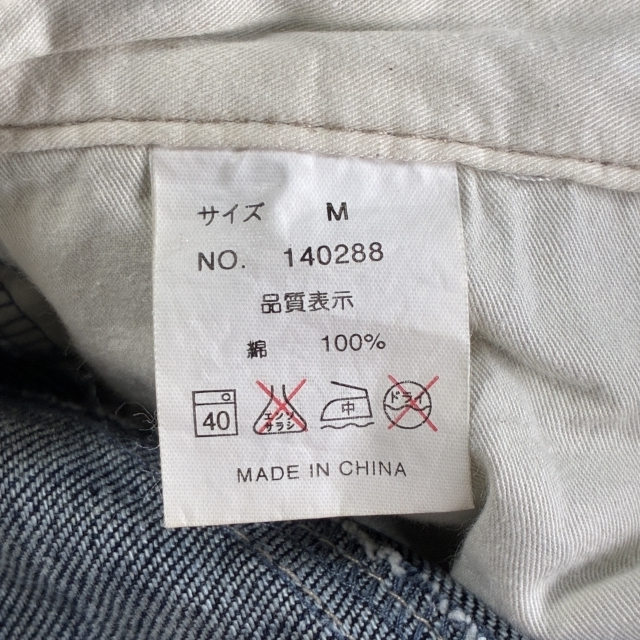 サイズ M
NO. 140288
品質表示
綿 100%
40 エンソ サラシ 中 ドライ
MADE IN CHINA